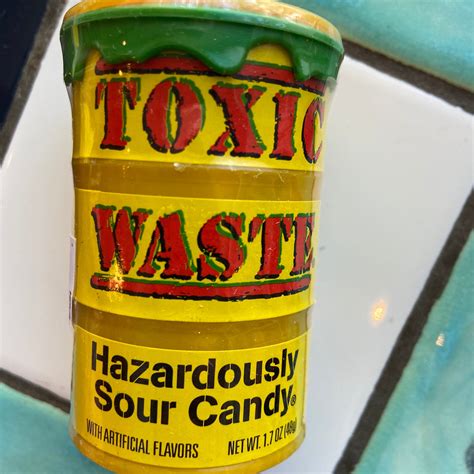 TOXIC
WASTE
Hazardously
Sour Candy®
WITH ARTIFICIAL FLAVORS NET WT. 1.7 OZ (48g)